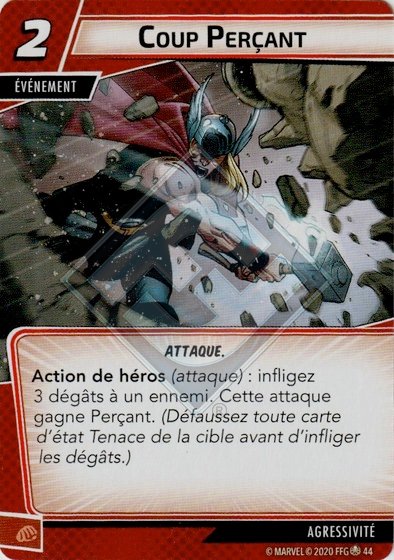 2
COUP PERÇANT
ÉVÉNEMENT
ATTAQUE.
Action de héros (attaque) : infligez
3 dégâts à un ennemi. Cette attaque
gagne Perçant. (Défaussez toute carte
d'état Tenace de la cible avant d'infliger
les dégâts.)
®
AGRESSIVITÉ
© MARVEL © 2020 FFG 44